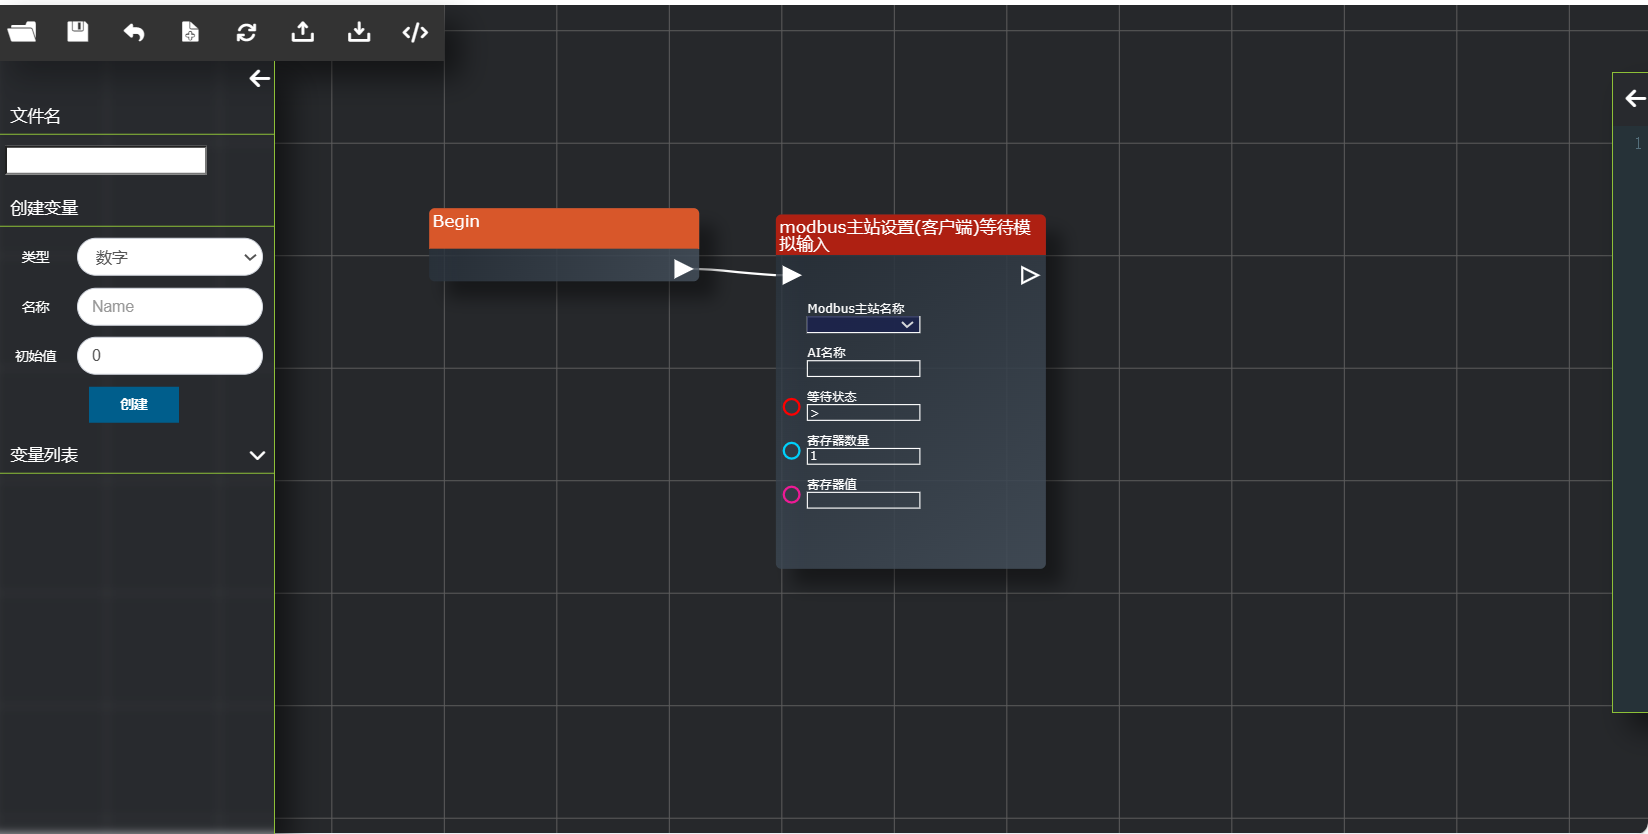 文件名
创建变量
类型
数字
名称
Name
初始值
0
创建
变量列表
Begin
modbus主站设置(客户端)等待模
拟输入
Modbus主站名称
AI名称
等待状态
>
寄存器数量
1
寄存器值
1